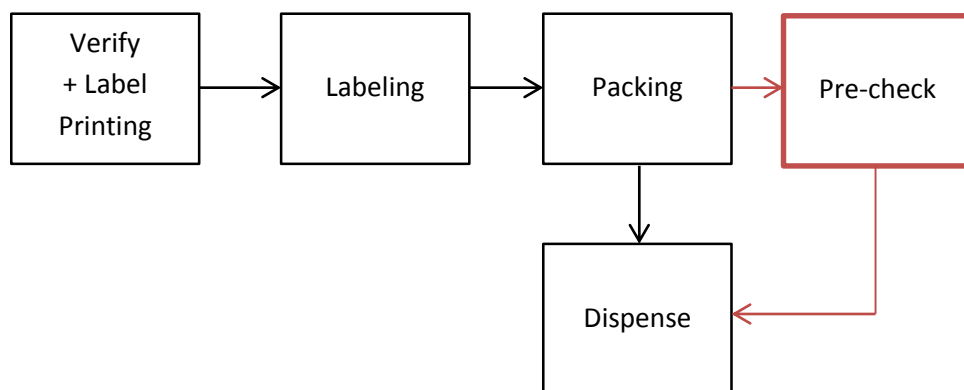 Verify
+ Label
Printing
Labeling
Packing
Pre-check
Dispense